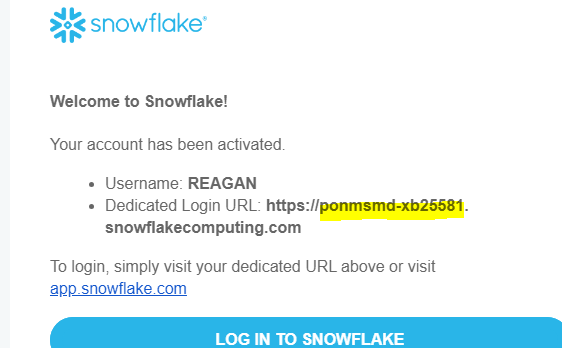 snowflake®
Welcome to Snowflake!
Your account has been activated.
• Username: REAGAN
• Dedicated Login URL: https://ponmsmd-xb25581.
snowflakecomputing.com
To login, simply visit your dedicated URL above or visit
app.snowflake.com
LOG IN TO SNOWFLAKE